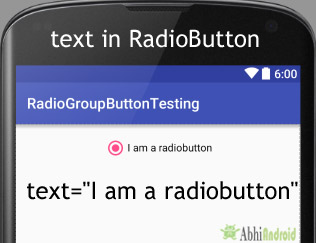 text in RadioButton
6:00
RadioGroupButtonTesting
I am a radiobutton
text="I am a radiobutton"
AbhiAndroid